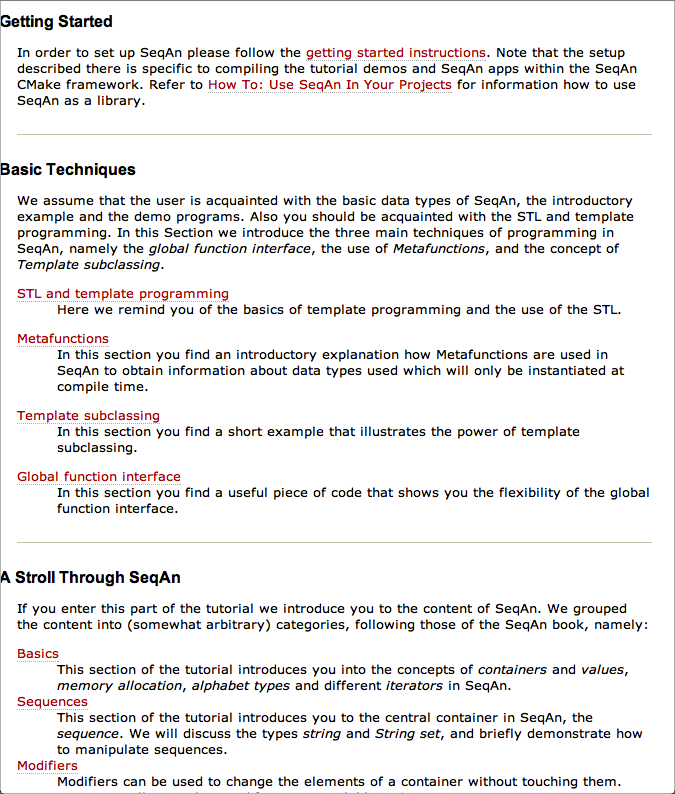 Getting Started
In order to set up SeqAn please follow the getting started instructions. Note that the setup
described there is specific to compiling the tutorial demos and SeqAn apps within the SeqAn
CMake framework. Refer to How To: Use SeqAn In Your Projects for information how to use
SeqAn as a library.
Basic Techniques
We assume that the user is acquainted with the basic data types of SeqAn, the introductory
example and the demo programs. Also you should be acquainted with the STL and template
programming. In this Section we introduce the three main techniques of programming in
SeqAn, namely the global function interface, the use of Metafunctions, and the concept of
Template subclassing.
STL and template programming
Here we remind you of the basics of template programming and the use of the STL.
Metafunctions
In this section you find an introductory explanation how Metafunctions are used in
SeqAn to obtain information about data types used which will only be instantiated at
compile time.
Template subclassing
In this section you find a short example that illustrates the power of template
subclassing.
Global function interface
In this section you find a useful piece of code that shows you the flexibility of the global
function interface.
A Stroll Through SeqAn
If you enter this part of the tutorial we introduce you to the content of SeqAn. We grouped
the content into (somewhat arbitrary) categories, following those of the SeqAn book, namely:
Basics
This section of the tutorial introduces you into the concepts of containers and values,
memory allocation, alphabet types and different iterators in SeqAn.
Sequences
This section of the tutorial introduces you to the central container in SeqAn, the
sequence. We will discuss the types string and String set, and briefly demonstrate how
to manipulate sequences.
Modifiers
Modifiers can be used to change the elements of a container without touching them.